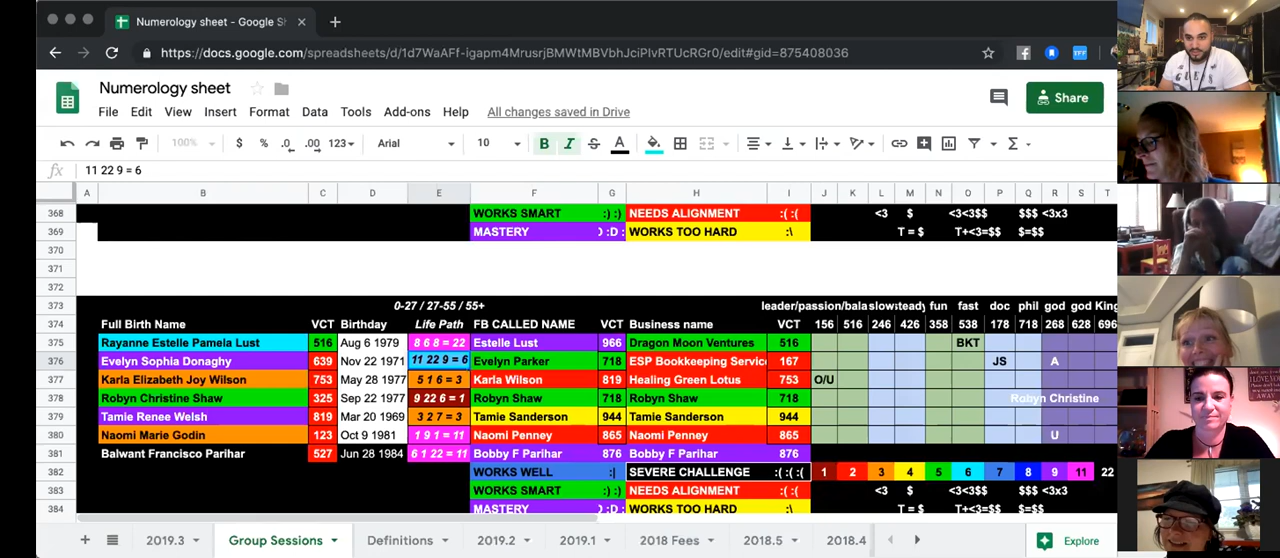 Numerology sheet - Google Sh
https://docs.google.com/spreadsheets/d/1d7WaAFf-igapm4MrusrjBMWtMBVbhJciPlvRTUcRGr0/edit#gid=875408036
Numerology sheet
File Edit View Insert Format Data Tools Add-ons Help All changes saved in Drive
Share
100% $ % .0 .00 123 Arial 10 B I S A
fx 11 22 9 = 6
A B C D E F G H I J K L M N O P Q R S T
368 WORKS SMART :) :) NEEDS ALIGNMENT :( :( <3 $ <3<3$$ $$$ <3x3
369 MASTERY :D : WORKS TOO HARD :\ T = $ T+<3=$$ $=$$
370
371
372
373 0-27 / 27-55 / 55+ leader/passion/bala slow steady fun fast doc phil god god King
374 Full Birth Name VCT Birthday Life Path FB CALLED NAME VCT Business name VCT 156 516 246 426 358 538 178 718 268 628 696
375 Rayanne Estelle Pamela Lust 516 Aug 6 1979 8 6 8 = 22 Estelle Lust 966 Dragon Moon Ventures 516 BKT
376 Evelyn Sophia Donaghy 639 Nov 22 1971 11 22 9 = 6 Evelyn Parker 718 ESP Bookkeeping Servic 167 JS A
377 Karla Elizabeth Joy Wilson 753 May 28 1977 5 1 6 = 3 Karla Wilson 819 Healing Green Lotus 753 O/U
378 Robyn Christine Shaw 325 Sep 22 1977 9 22 6 = 1 Robyn Shaw 718 Robyn Shaw 718 Robyn Christine
379 Tamie Renee Welsh 819 Mar 20 1969 3 2 7 = 3 Tamie Sanderson 944 Tamie Sanderson 944
380 Naomi Marie Godin 123 Oct 9 1981 1 9 1 = 11 Naomi Penney 865 Naomi Penney 865 U
381 Balwant Francisco Parihar 527 Jun 28 1984 6 1 22 = 11 Bobby F Parihar 876 Bobby F Parihar 876
382 WORKS WELL :| SEVERE CHALLENGE :( :( :( 1 2 3 4 5 6 7 8 9 11 22
383 WORKS SMART :) :) NEEDS ALIGNMENT :( :( <3 $ <3<3$$ $$$ <3x3
384 MASTERY :D : WORKS TOO HARD :\ T = $ T+<3=$$ $=$$
2019.3 Group Sessions Definitions 2019.2 2019.1 2018 Fees 2018.5 2018.4 Explore